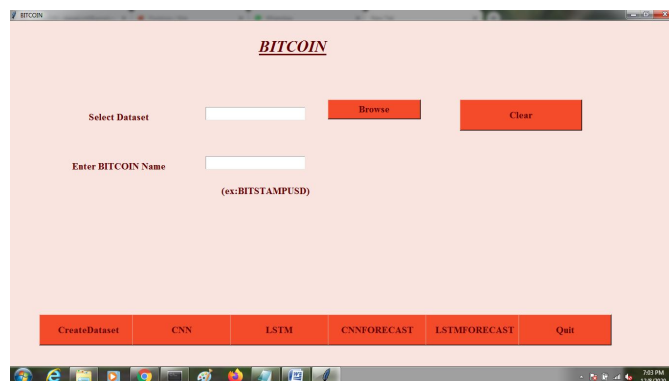 BITCOIN
BITCOIN
Select Dataset Browse Clear
Enter BITCOIN Name
(ex:BITSTAMPUSD)
CreateDataset CNN LSTM CNNFORECAST LSTMFORECAST Quit
7:03 PM